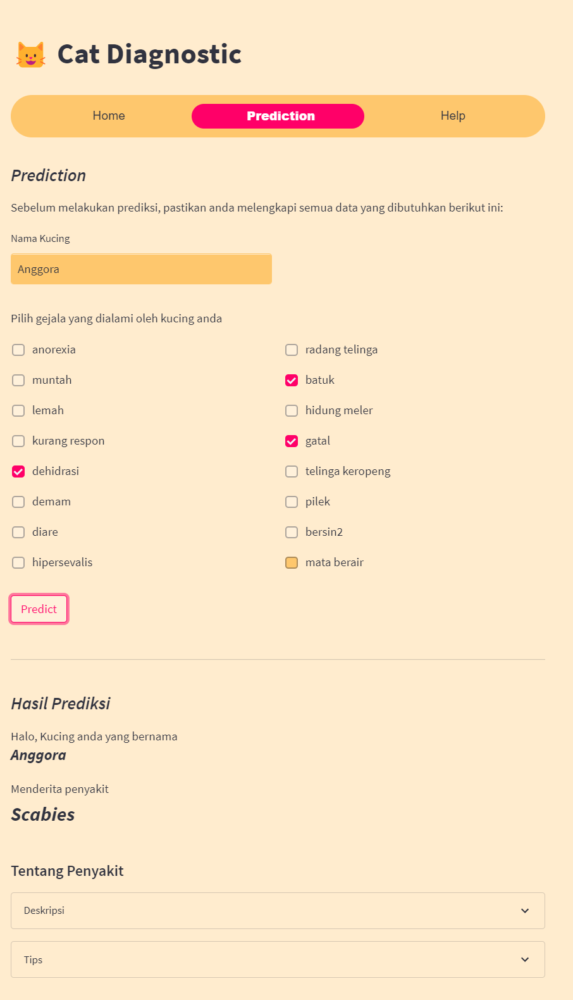 Cat Diagnostic
Home
Prediction
Help
Prediction
Sebelum melakukan prediksi, pastikan anda melengkapi semua data yang dibutuhkan berikut ini:
Nama Kucing
Anggora
Pilih gejala yang dialami oleh kucing anda
anorexia
muntah
lemah
kurang respon
dehidrasi
demam
diare
hipersevalis
radang telinga
batuk
hidung meler
gatal
telinga keropeng
pilek
bersin2
mata berair
Predict
Hasil Prediksi
Halo, Kucing anda yang bernama
Anggora
Menderita penyakit
Scabies
Tentang Penyakit
Deskripsi
Tips